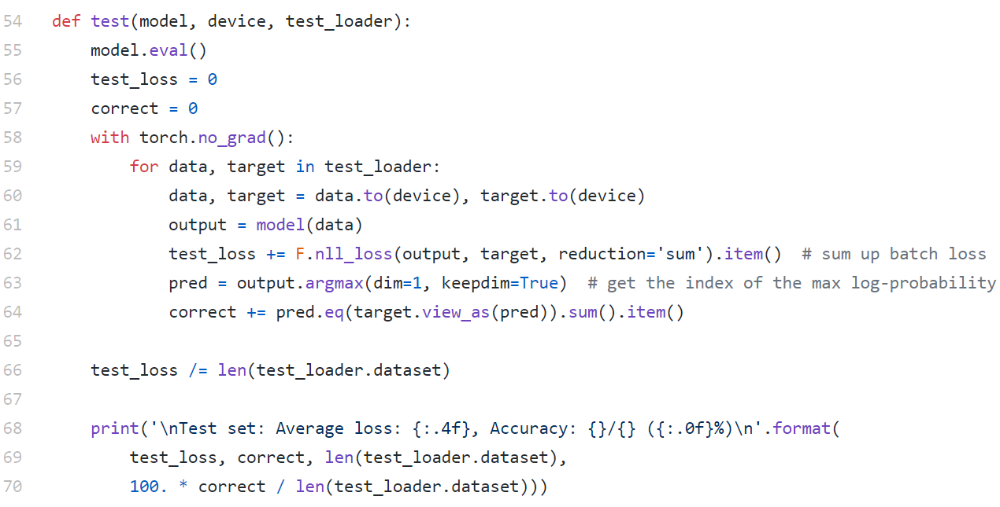 54 def test(model, device, test_loader):
55     model.eval()
56     test_loss = 0
57     correct = 0
58     with torch.no_grad():
59         for data, target in test_loader:
60             data, target = data.to(device), target.to(device)
61             output = model(data)
62             test_loss += F.nll_loss(output, target, reduction='sum').item()  # sum up batch loss
63             pred = output.argmax(dim=1, keepdim=True)  # get the index of the max log-probability
64             correct += pred.eq(target.view_as(pred)).sum().item()
65
66     test_loss /= len(test_loader.dataset)
67
68     print('\nTest set: Average loss: {:.4f}, Accuracy: {}/{} ({:.0f}%)\n'.format(
69         test_loss, correct, len(test_loader.dataset),
70         100. * correct / len(test_loader.dataset)))